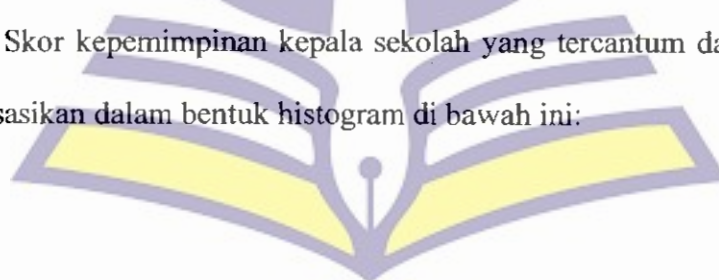 Skor kepemimpinan kepala sekolah yang tercantum da
sasikan dalam bentuk histogram di bawah ini: